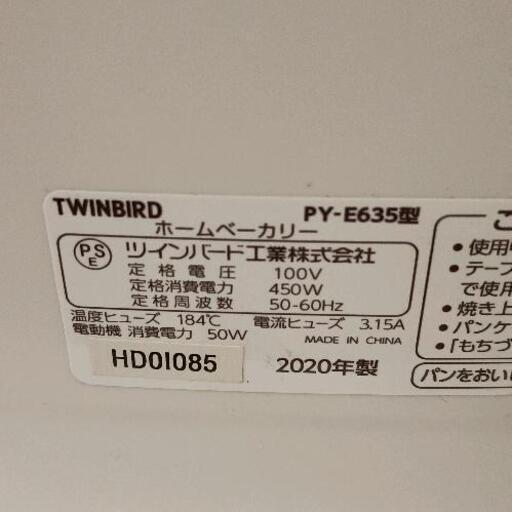 TWINBIRD PY-E635型
ホームベーカリー
PSE ツインバード工業株式会社
定格電圧 100V
定格消費電力 450W
定格周波数 50-60Hz
温度ヒューズ 184℃ 電流ヒューズ 3.15A
電動機 消費電力 50W MADE IN CHINA
HD0I085 2020年製
• 使用
• テープ
で使用
• 焼き上
• パンケ
• 「もちづ
パンをおい